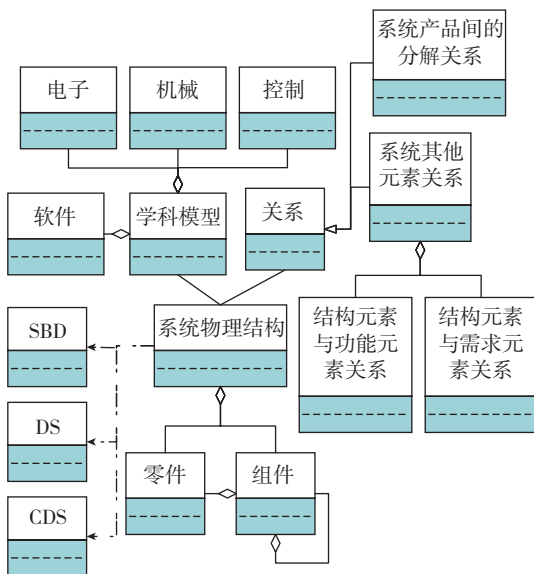 系统产品间的
分解关系
电子
机械
控制
系统其他
元素关系
软件
学科模型
关系
SBD
系统物理结构
结构元素
与功能元
素关系
结构元素
与需求元
素关系
DS
零件
组件
CDS